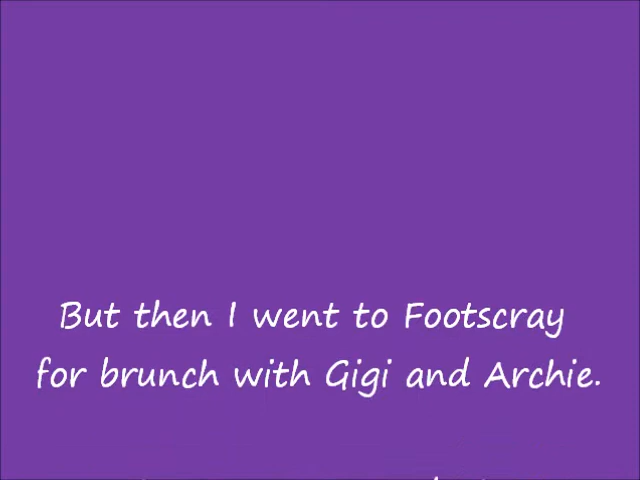 But then I went to Footscray
for brunch with Gigi and Archie.